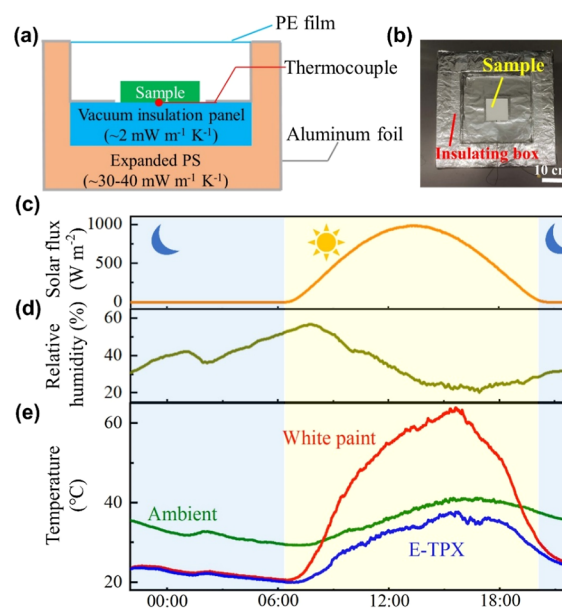 (a)
PE film
Sample
Thermocouple
Vacuum insulation panel
(~2 mW m⁻¹ K⁻¹)
Aluminum foil
Expanded PS
(~30-40 mW m⁻¹ K⁻¹)
(b)
Sample
Insulating box
10 cm
(c)
Solar flux
(W m⁻²)
1000
500
0
(d)
Relative
humidity (%)
60
40
20
(e)
Temperature
(°C)
60
40
20
White paint
Ambient
E-TPX
00:00
06:00
12:00
18:00